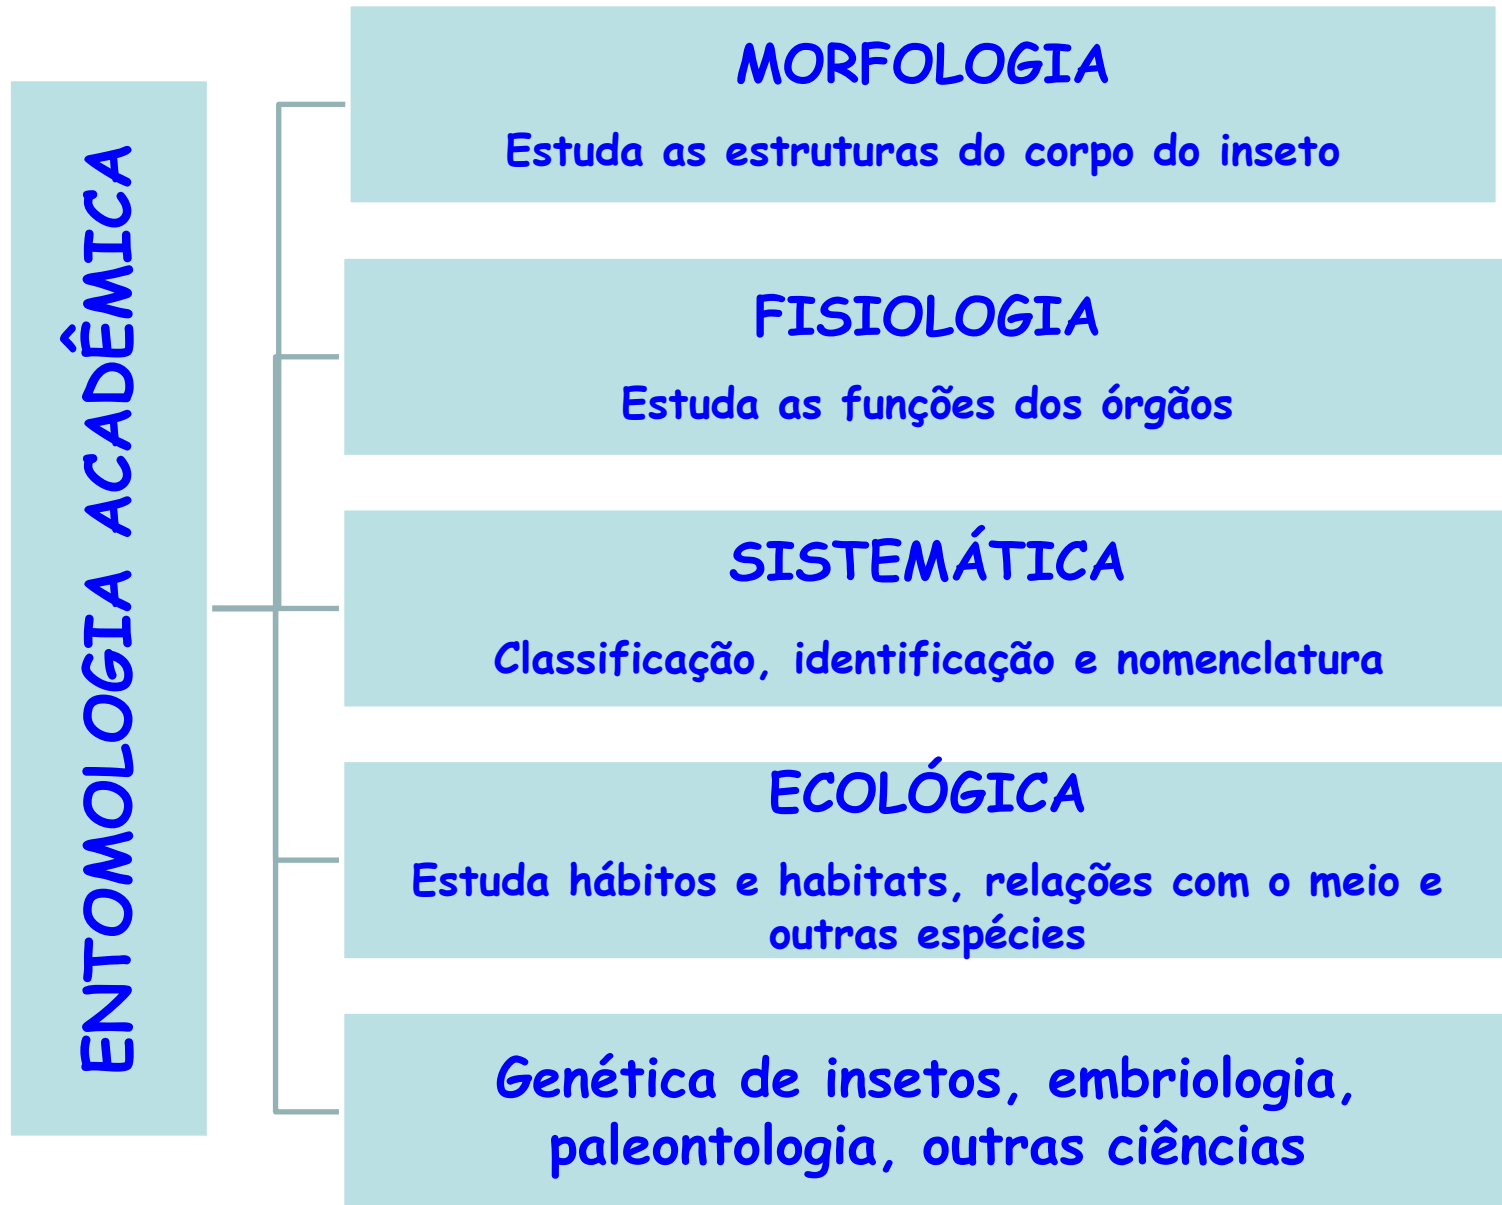 ENTOMOLOGIA ACADÊMICA
MORFOLOGIA
Estuda as estruturas do corpo do inseto
FISIOLOGIA
Estuda as funções dos órgãos
SISTEMÁTICA
Classificação, identificação e nomenclatura
ECOLÓGICA
Estuda hábitos e habitats, relações com o meio e
outras espécies
Genética de insetos, embriologia,
paleontologia, outras ciências